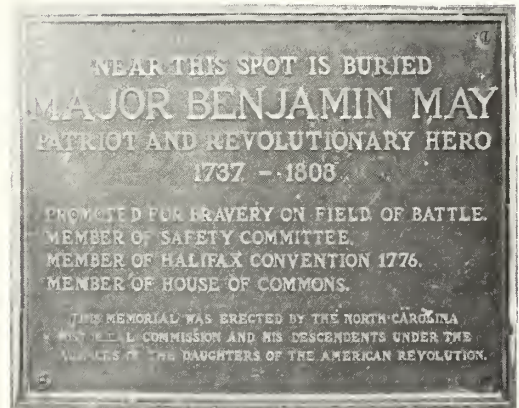 NEAR THIS SPOT IS BURIED
MAJOR BENJAMIN MAY
PATRIOT AND REVOLUTIONARY HERO
1737 - 1808
PROMOTED FOR BRAVERY ON FIELD OF BATTLE.
MEMBER OF SAFETY COMMITTEE.
MEMBER OF HALIFAX CONVENTION 1776.
MEMBER OF HOUSE OF COMMONS.
THIS MEMORIAL WAS ERECTED BY THE NORTH CAROLINA
HISTORICAL COMMISSION AND HIS DESCENDENTS UNDER THE
AUSPICES OF THE DAUGHTERS OF THE AMERICAN REVOLUTION.